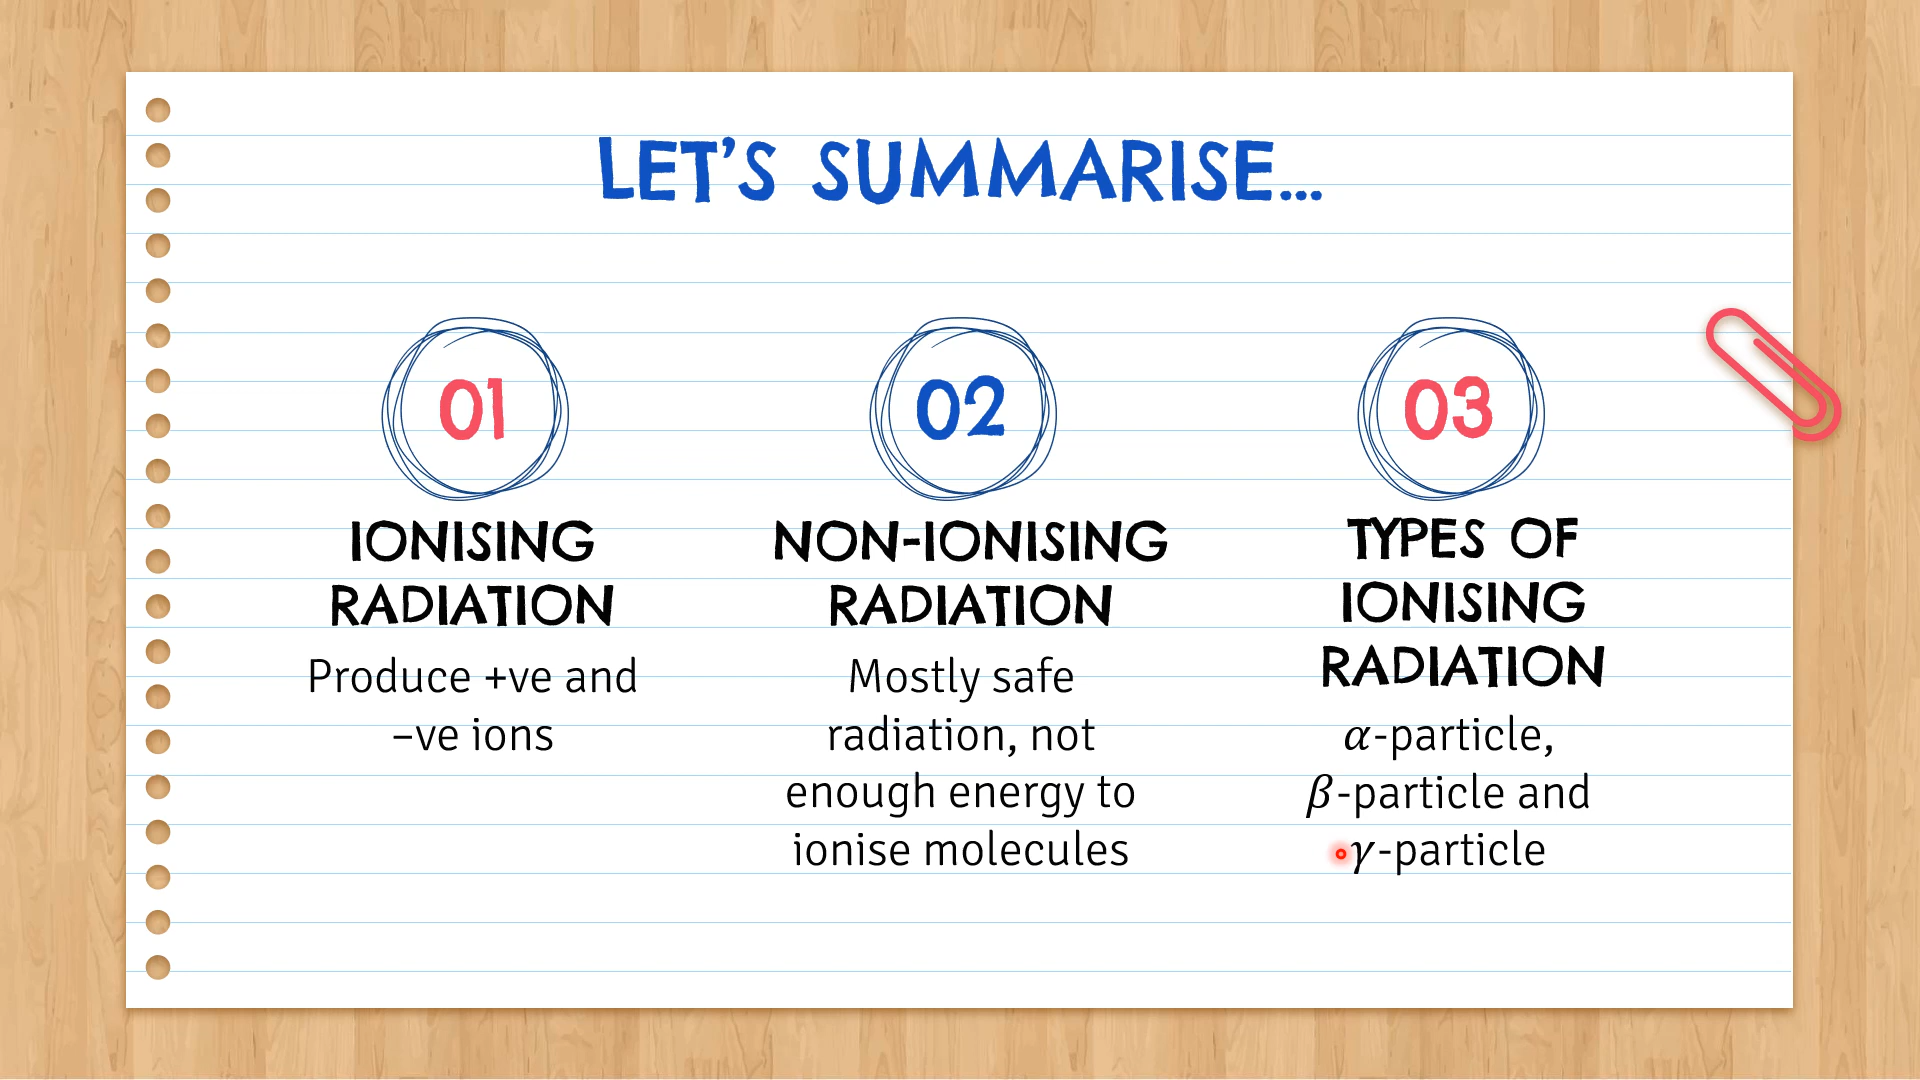 LET’S SUMMARISE...
01
IONISING
RADIATION
Produce +ve and
–ve ions
02
NON-IONISING
RADIATION
Mostly safe
radiation, not
enough energy to
ionise molecules
03
TYPES OF
IONISING
RADIATION
α-particle,
β-particle and
γ-particle